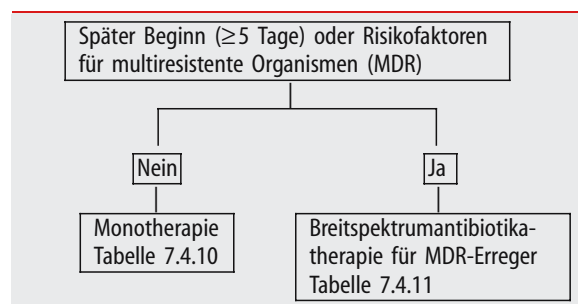 Später Beginn (≥5 Tage) oder Risikofaktoren
für multiresistente Organismen (MDR)
Nein
Ja
Monotherapie
Tabelle 7.4.10
Breitspektrumantibiotika-
therapie für MDR-Erreger
Tabelle 7.4.11